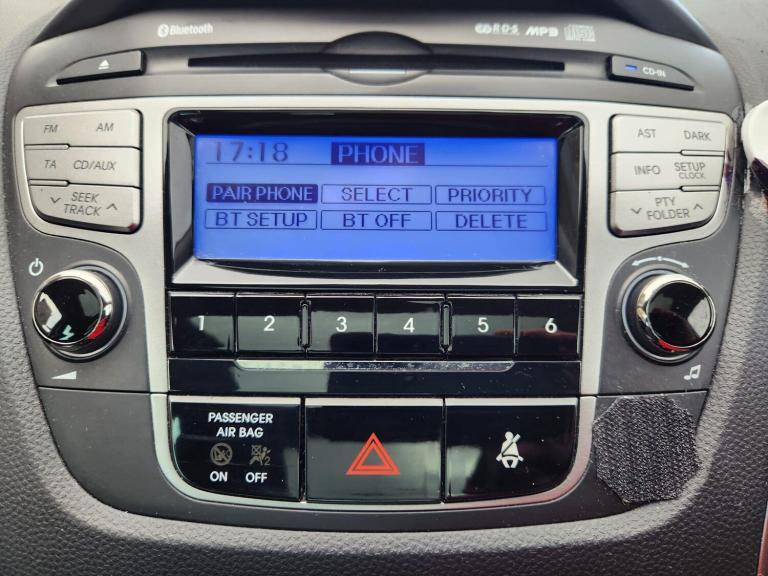 Bluetooth
RDS MP3
CD-IN
FM AM
TA CD/AUX
SEEK
TRACK
17:18 PHONE
PAIR PHONE SELECT PRIORITY
BT SETUP BT OFF DELETE
AST DARK
INFO SETUP
CLOCK
PTY
FOLDER
1 2 3 4 5 6
PASSENGER
AIR BAG
2
ON OFF